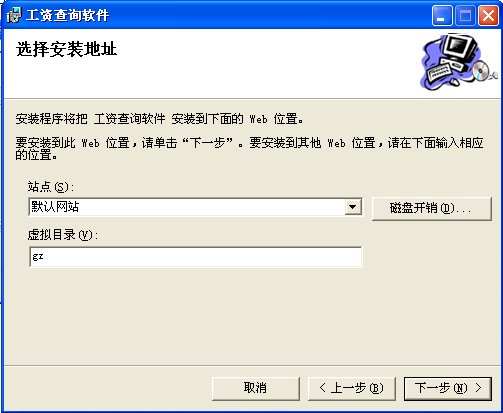 工资查询软件
选择安装地址
安装程序将把 工资查询软件 安装到下面的 Web 位置。
要安装到此 Web 位置，请单击“下一步”。要安装到其他 Web 位置，请在下面输入相应
的位置。
站点(S):
默认网站
磁盘开销(D)...
虚拟目录(V):
gz
取消
< 上一步(B)
下一步(N) >